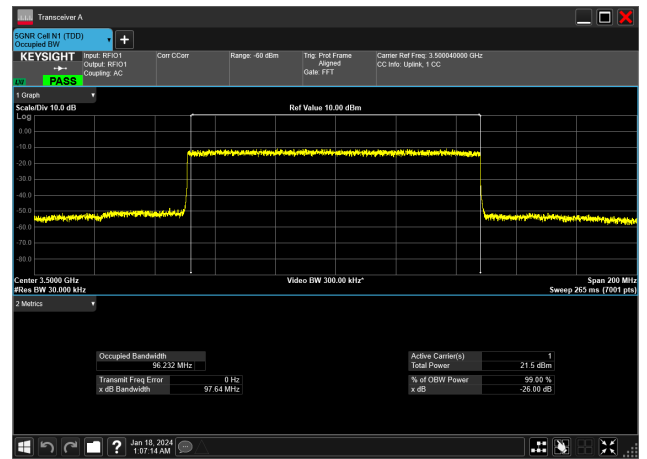 Transceiver A
5GNR Cell N1 (TDD)
Occupied BW
KEYSIGHT
Input: RFIO1
Output: RFIO1
Coupling: AC
Corr CCorr
Range: -60 dBm
Trig: Prot Frame
Aligned
Gate: FFT
Carrier Ref Freq: 3.500040000 GHz
CC Info: Uplink, 1 CC
LXI PASS
1 Graph
Scale/Div 10.0 dB
Ref Value 10.00 dBm
Log
0.00
-10.0
-20.0
-30.0
-40.0
-50.0
-60.0
-70.0
-80.0
Center 3.5000 GHz
Video BW 300.00 kHz*
Span 200 MHz
#Res BW 30.000 kHz
Sweep 265 ms (7001 pts)
2 Metrics
Occupied Bandwidth
96.232 MHz
Transmit Freq Error 0 Hz
x dB Bandwidth 97.64 MHz
Active Carrier(s) 1
Total Power 21.5 dBm
% of OBW Power 99.00 %
x dB -26.00 dB
?
Jan 18, 2024
1:07:14 AM